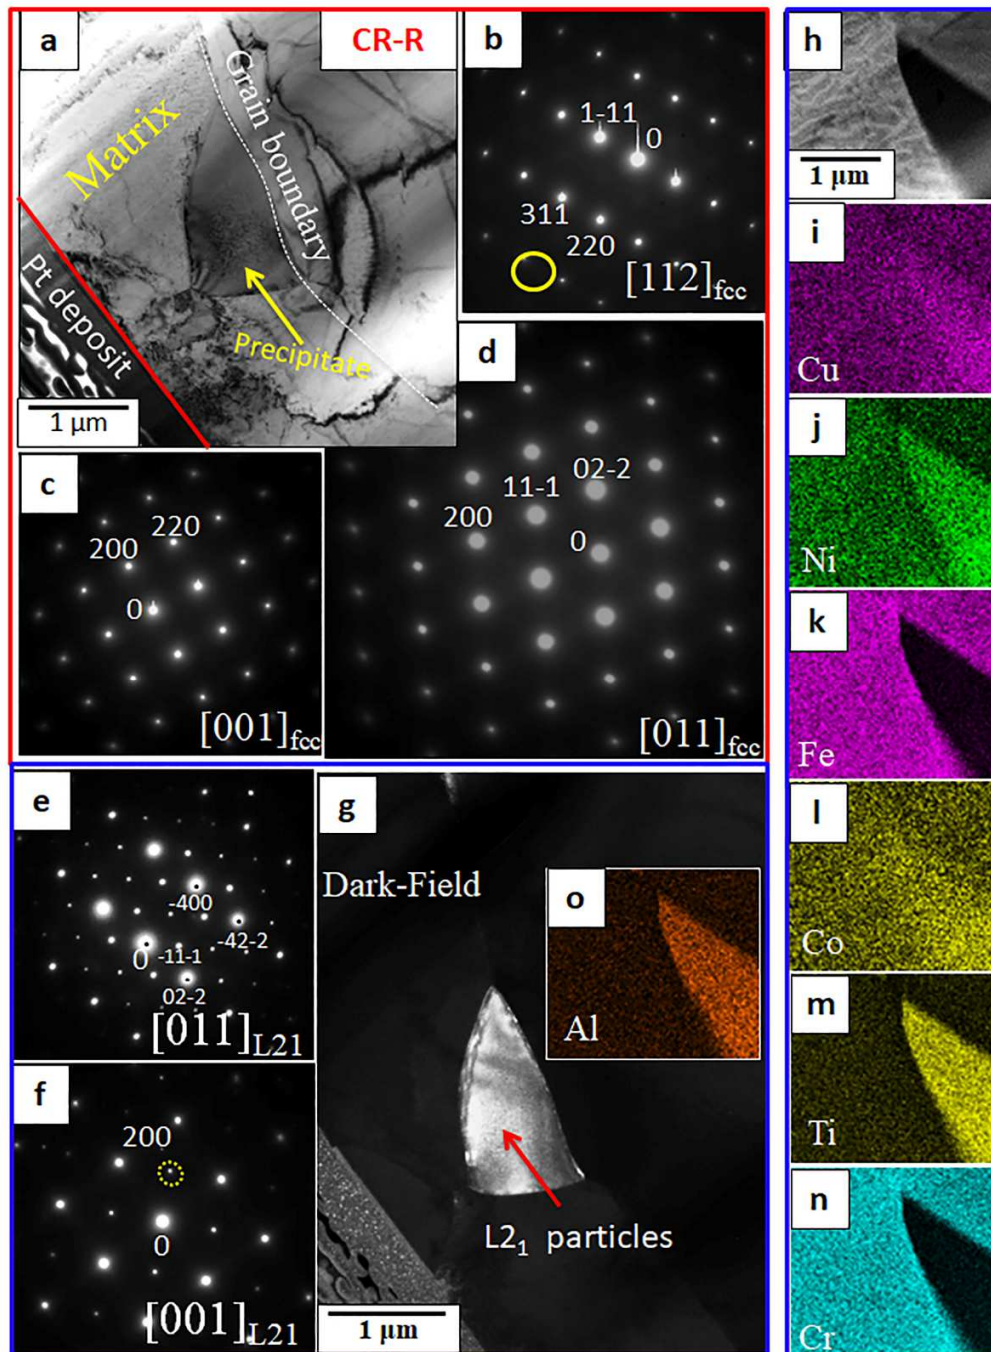 a
CR-R
Matrix
Grain boundary
Precipitate
Pt deposit
1 µm
b
1-11
0
311
220
[112]fcc
c
220
200
0
[001]fcc
d
02-2
11-1
200
0
[011]fcc
e
-400
-42-2
0
-11-1
02-2
[011]L21
f
200
0
[001]L21
g
Dark-Field
o
Al
L2₁ particles
1 µm
h
1 µm
i
Cu
j
Ni
k
Fe
l
Co
m
Ti
n
Cr